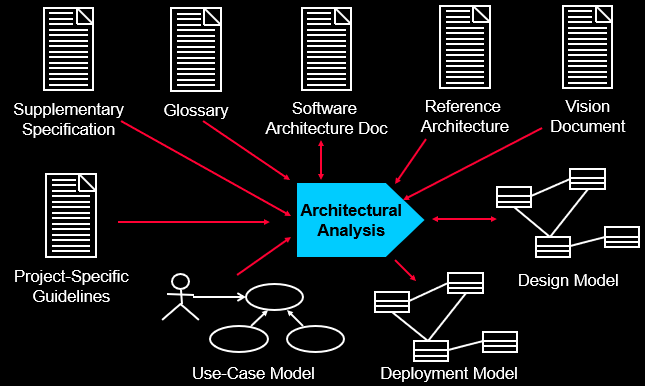 Supplementary
Specification
Glossary
Software
Architecture Doc
Reference
Architecture
Vision
Document
Architectural
Analysis
Project-Specific
Guidelines
Design Model
Use-Case Model
Deployment Model